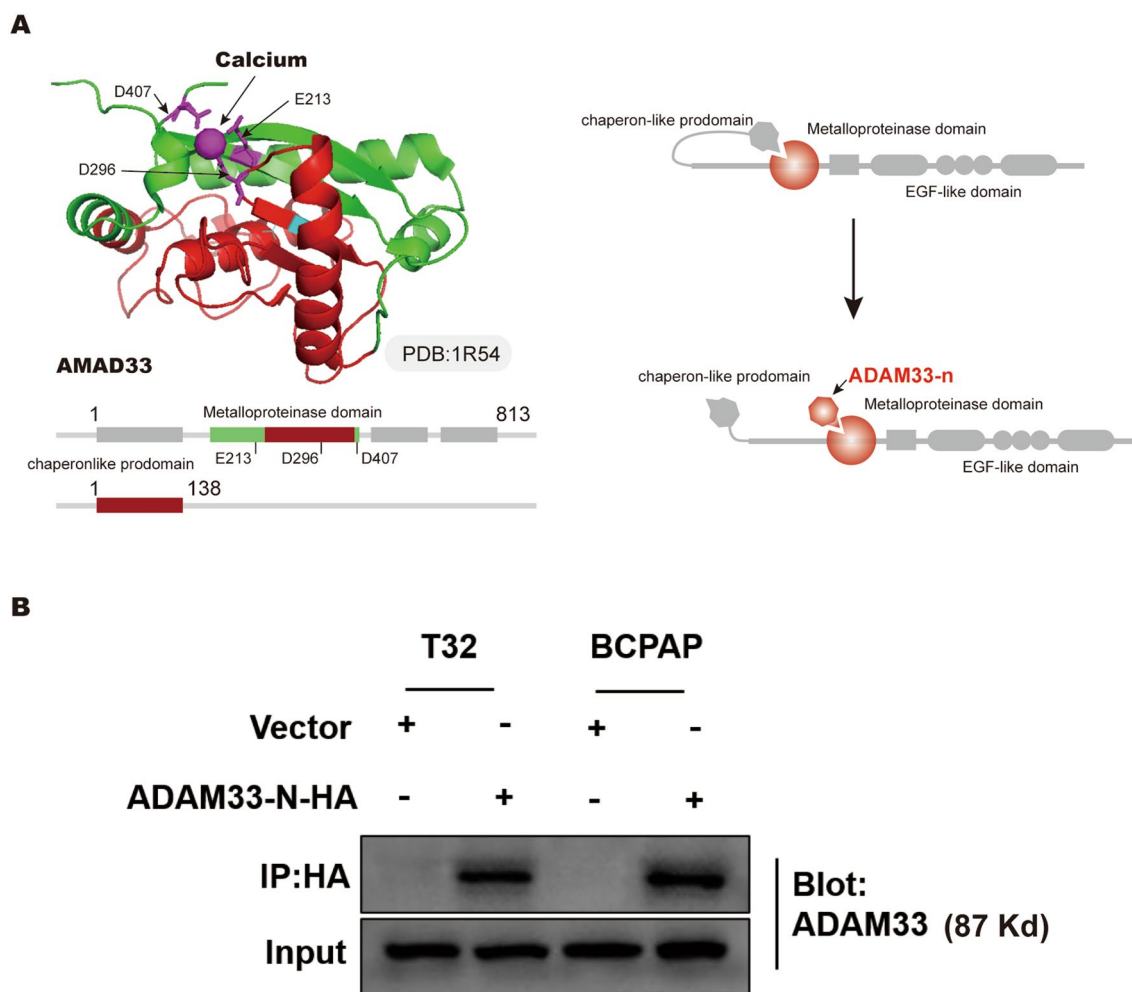 A
Calcium
D407
E213
D296
PDB:1R54
AMAD33
1
Metalloproteinase domain
813
E213
D296
D407
chaperonlike prodomain
1
138
chaperon-like prodomain
Metalloproteinase domain
EGF-like domain
chaperon-like prodomain
ADAM33-n
Metalloproteinase domain
EGF-like domain
B
T32 BCPAP
Vector + - + -
ADAM33-N-HA - + - +
IP:HA
Input
Blot:
ADAM33 (87 Kd)